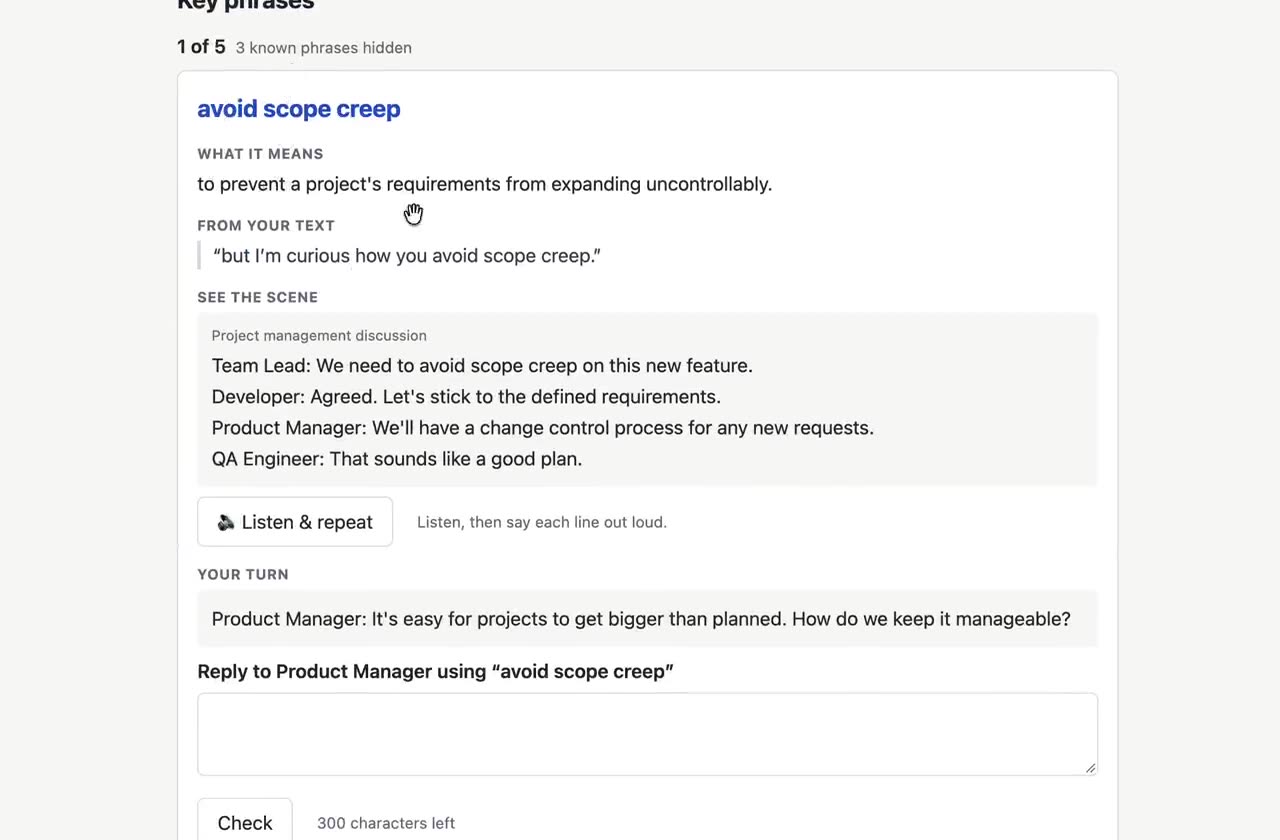 Key phrases
1 of 5 3 known phrases hidden
avoid scope creep
WHAT IT MEANS
to prevent a project's requirements from expanding uncontrollably.
FROM YOUR TEXT
“but I’m curious how you avoid scope creep.”
SEE THE SCENE
Project management discussion
Team Lead: We need to avoid scope creep on this new feature.
Developer: Agreed. Let's stick to the defined requirements.
Product Manager: We'll have a change control process for any new requests.
QA Engineer: That sounds like a good plan.
Listen & repeat Listen, then say each line out loud.
YOUR TURN
Product Manager: It's easy for projects to get bigger than planned. How do we keep it manageable?
Reply to Product Manager using “avoid scope creep”
Check 300 characters left